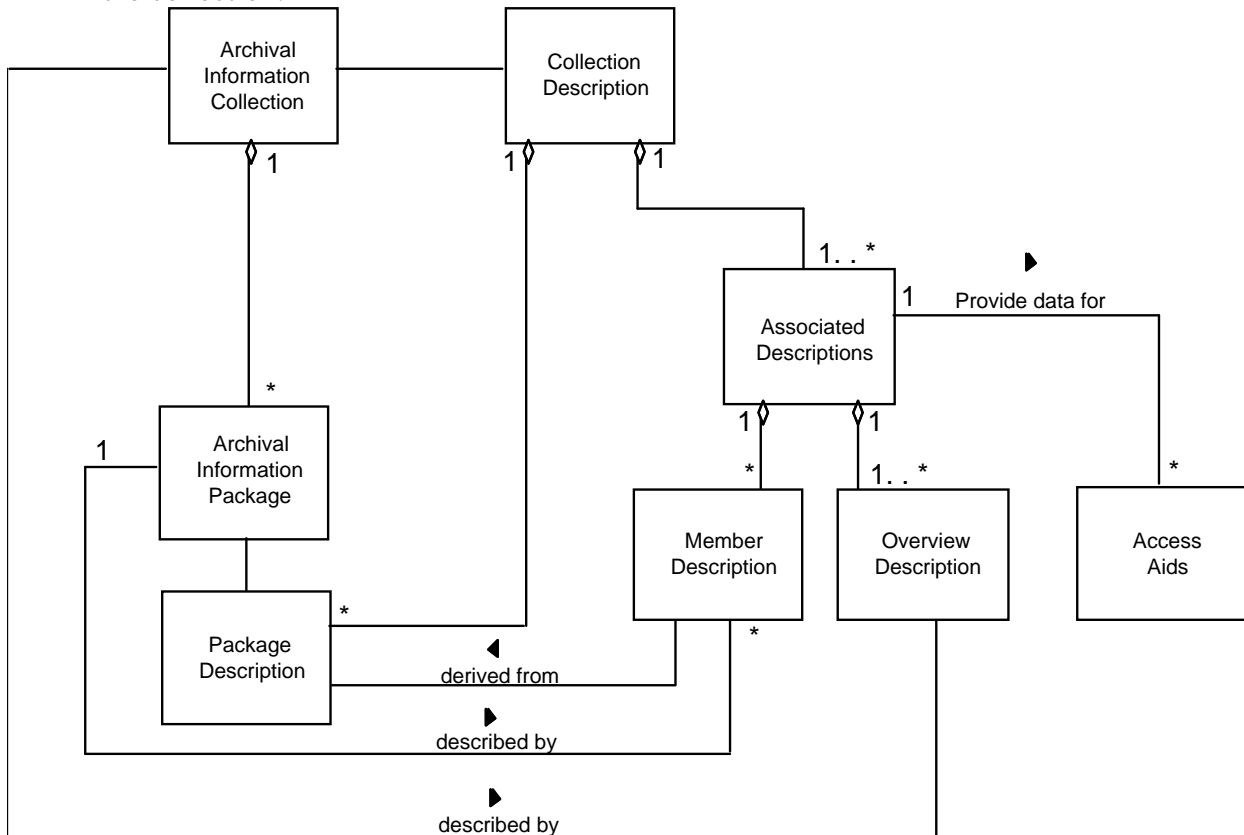 Archival
Information
Collection
Collection
Description
1
1
1
1. . *
Provide data for
1
Associated
Descriptions
*
1
1
Archival
Information
Package
1
*
1. . *
*
Member
Description
Overview
Description
Access
Aids
Package
Description
*
*
derived from
described by
described by